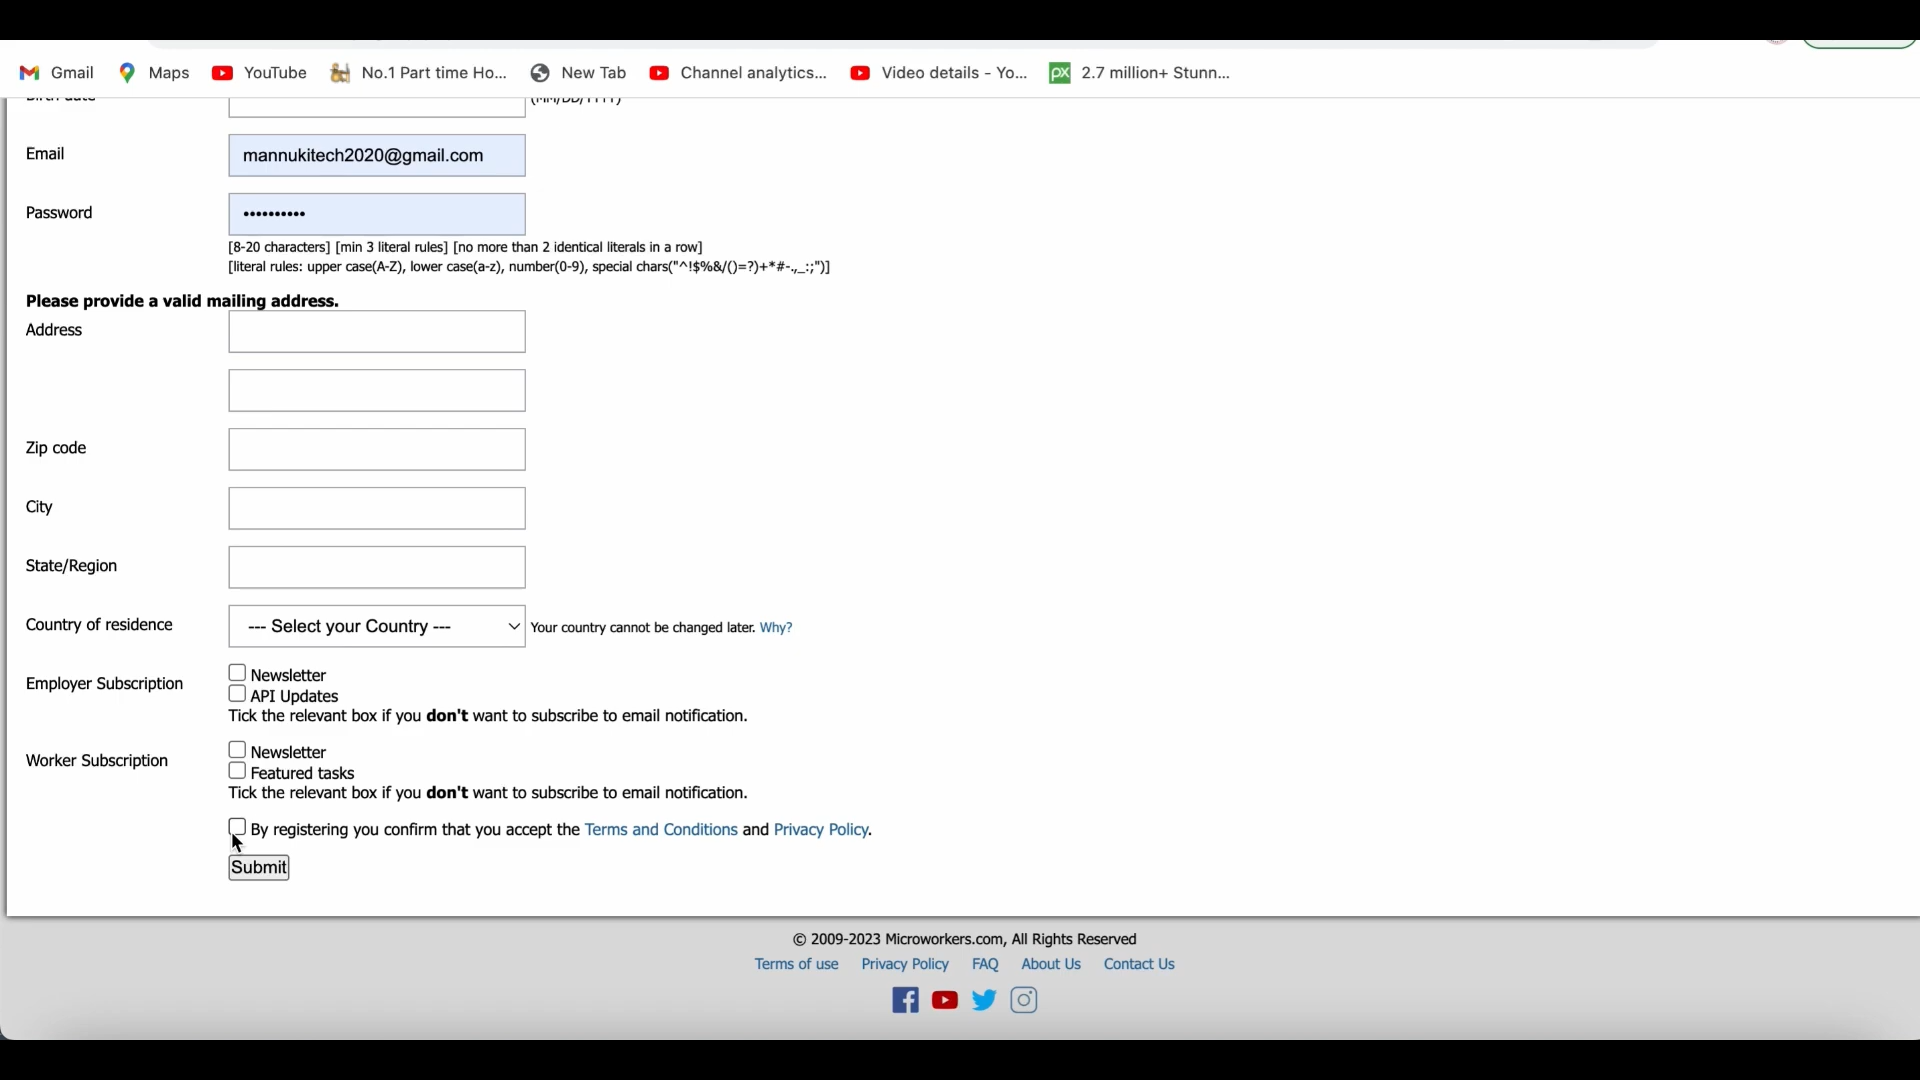 Gmail Maps YouTube No.1 Part time Ho... New Tab Channel analytics... Video details - Yo... 2.7 million+ Stunn...
Birth date (MM/DD/YYYY)
Email mannukitech2020@gmail.com
Password ••••••••••
[8-20 characters] [min 3 literal rules] [no more than 2 identical literals in a row]
[literal rules: upper case(A-Z), lower case(a-z), number(0-9), special chars("^!$%&/()=?)+*#-.,_:;")]
Please provide a valid mailing address.
Address
Zip code
City
State/Region
Country of residence --- Select your Country --- Your country cannot be changed later. Why?
Employer Subscription
Newsletter
API Updates
Tick the relevant box if you don't want to subscribe to email notification.
Worker Subscription
Newsletter
Featured tasks
Tick the relevant box if you don't want to subscribe to email notification.
By registering you confirm that you accept the Terms and Conditions and Privacy Policy.
Submit
© 2009-2023 Microworkers.com, All Rights Reserved
Terms of use Privacy Policy FAQ About Us Contact Us